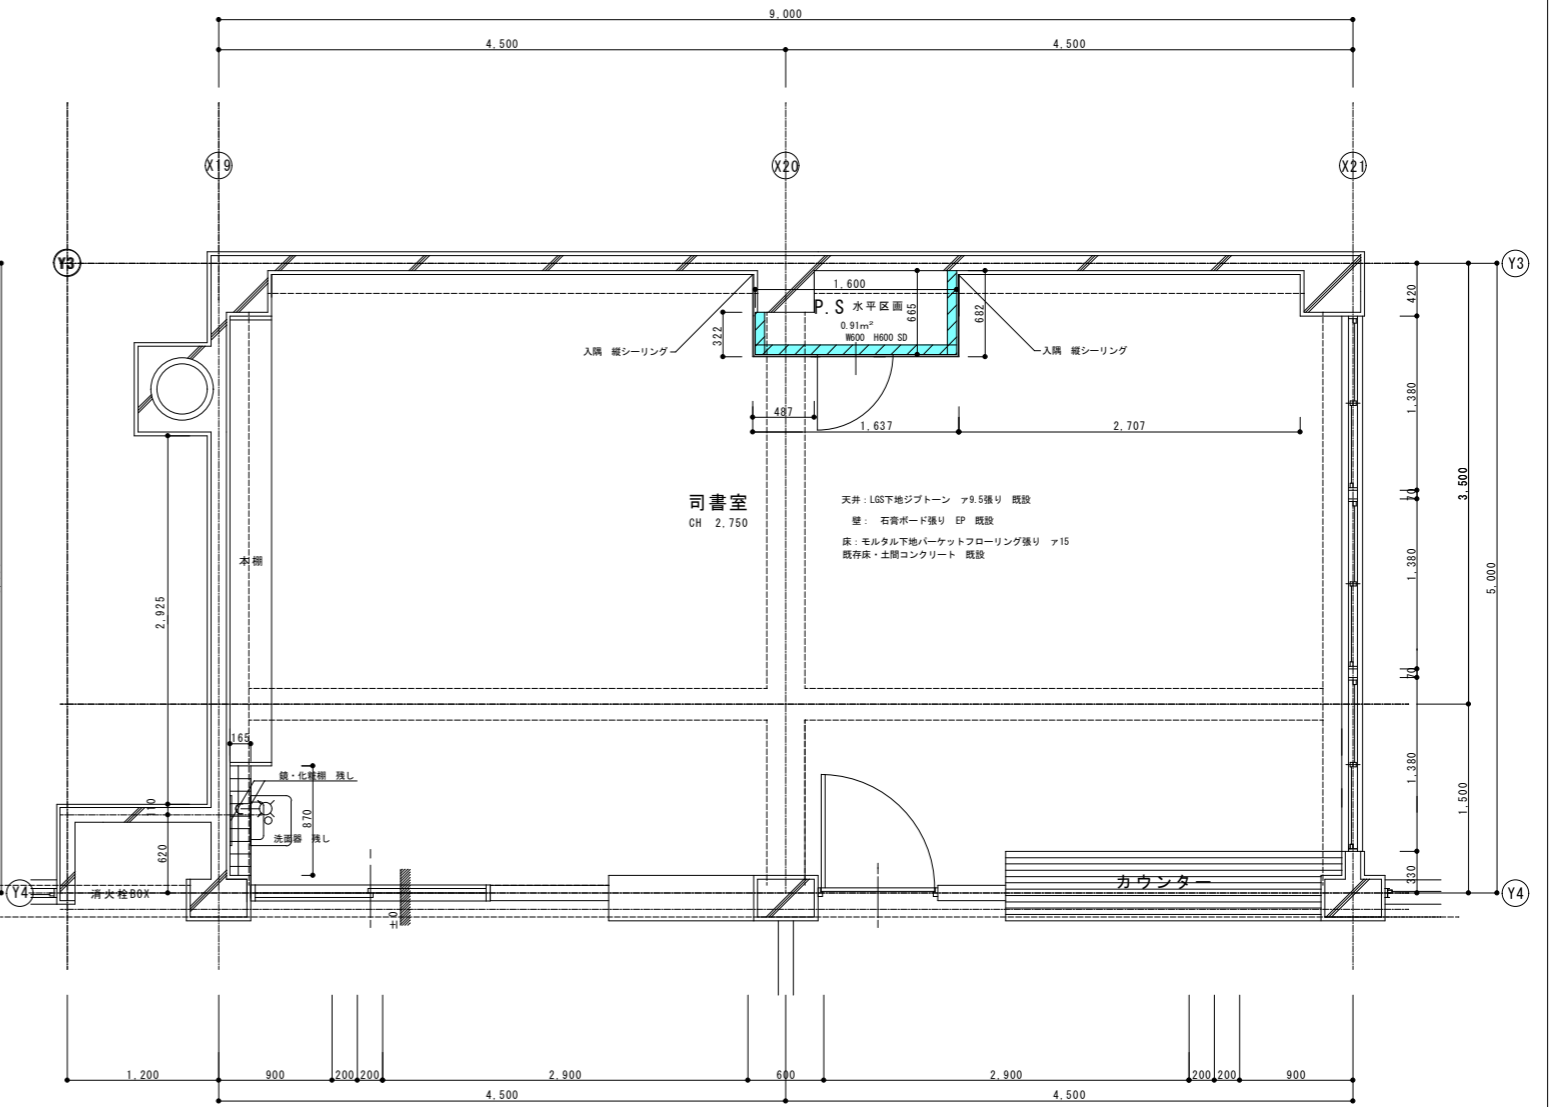 9,000
4,500
4,500
X19
X20
X21
Y3
Y3
1,600
P.S 水平区画
0.91m²
W600 H600 SD
665
682
322
入隅 縦シーリング
入隅 縦シーリング
487
1,637
2,707
420
1,380
70
3,500
1,380
5,000
70
1,380
1,500
330
司書室
CH 2,750
天井：LGS下地ジプトーン ｱ9.5張り 既設
壁： 石膏ボード張り EP 既設
床：モルタル下地パーケットフローリング張り ｱ15
既存床・土間コンクリート 既設
本棚
2,925
165
鏡・化粧棚 残し
870
洗面器 残し
110
620
Y4
消火栓BOX
±0
カウンター
Y4
1,200
900
200
200
2,900
600
2,900
200
200
900
4,500
4,500